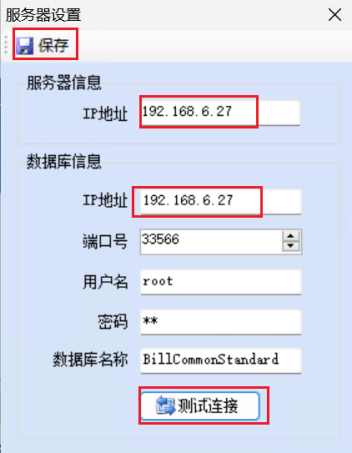 服务器设置
保存
服务器信息
IP地址 192.168.6.27
数据库信息
IP地址 192.168.6.27
端口号 33566
用户名 root
密码 **
数据库名称 BillCommonStandard
测试连接